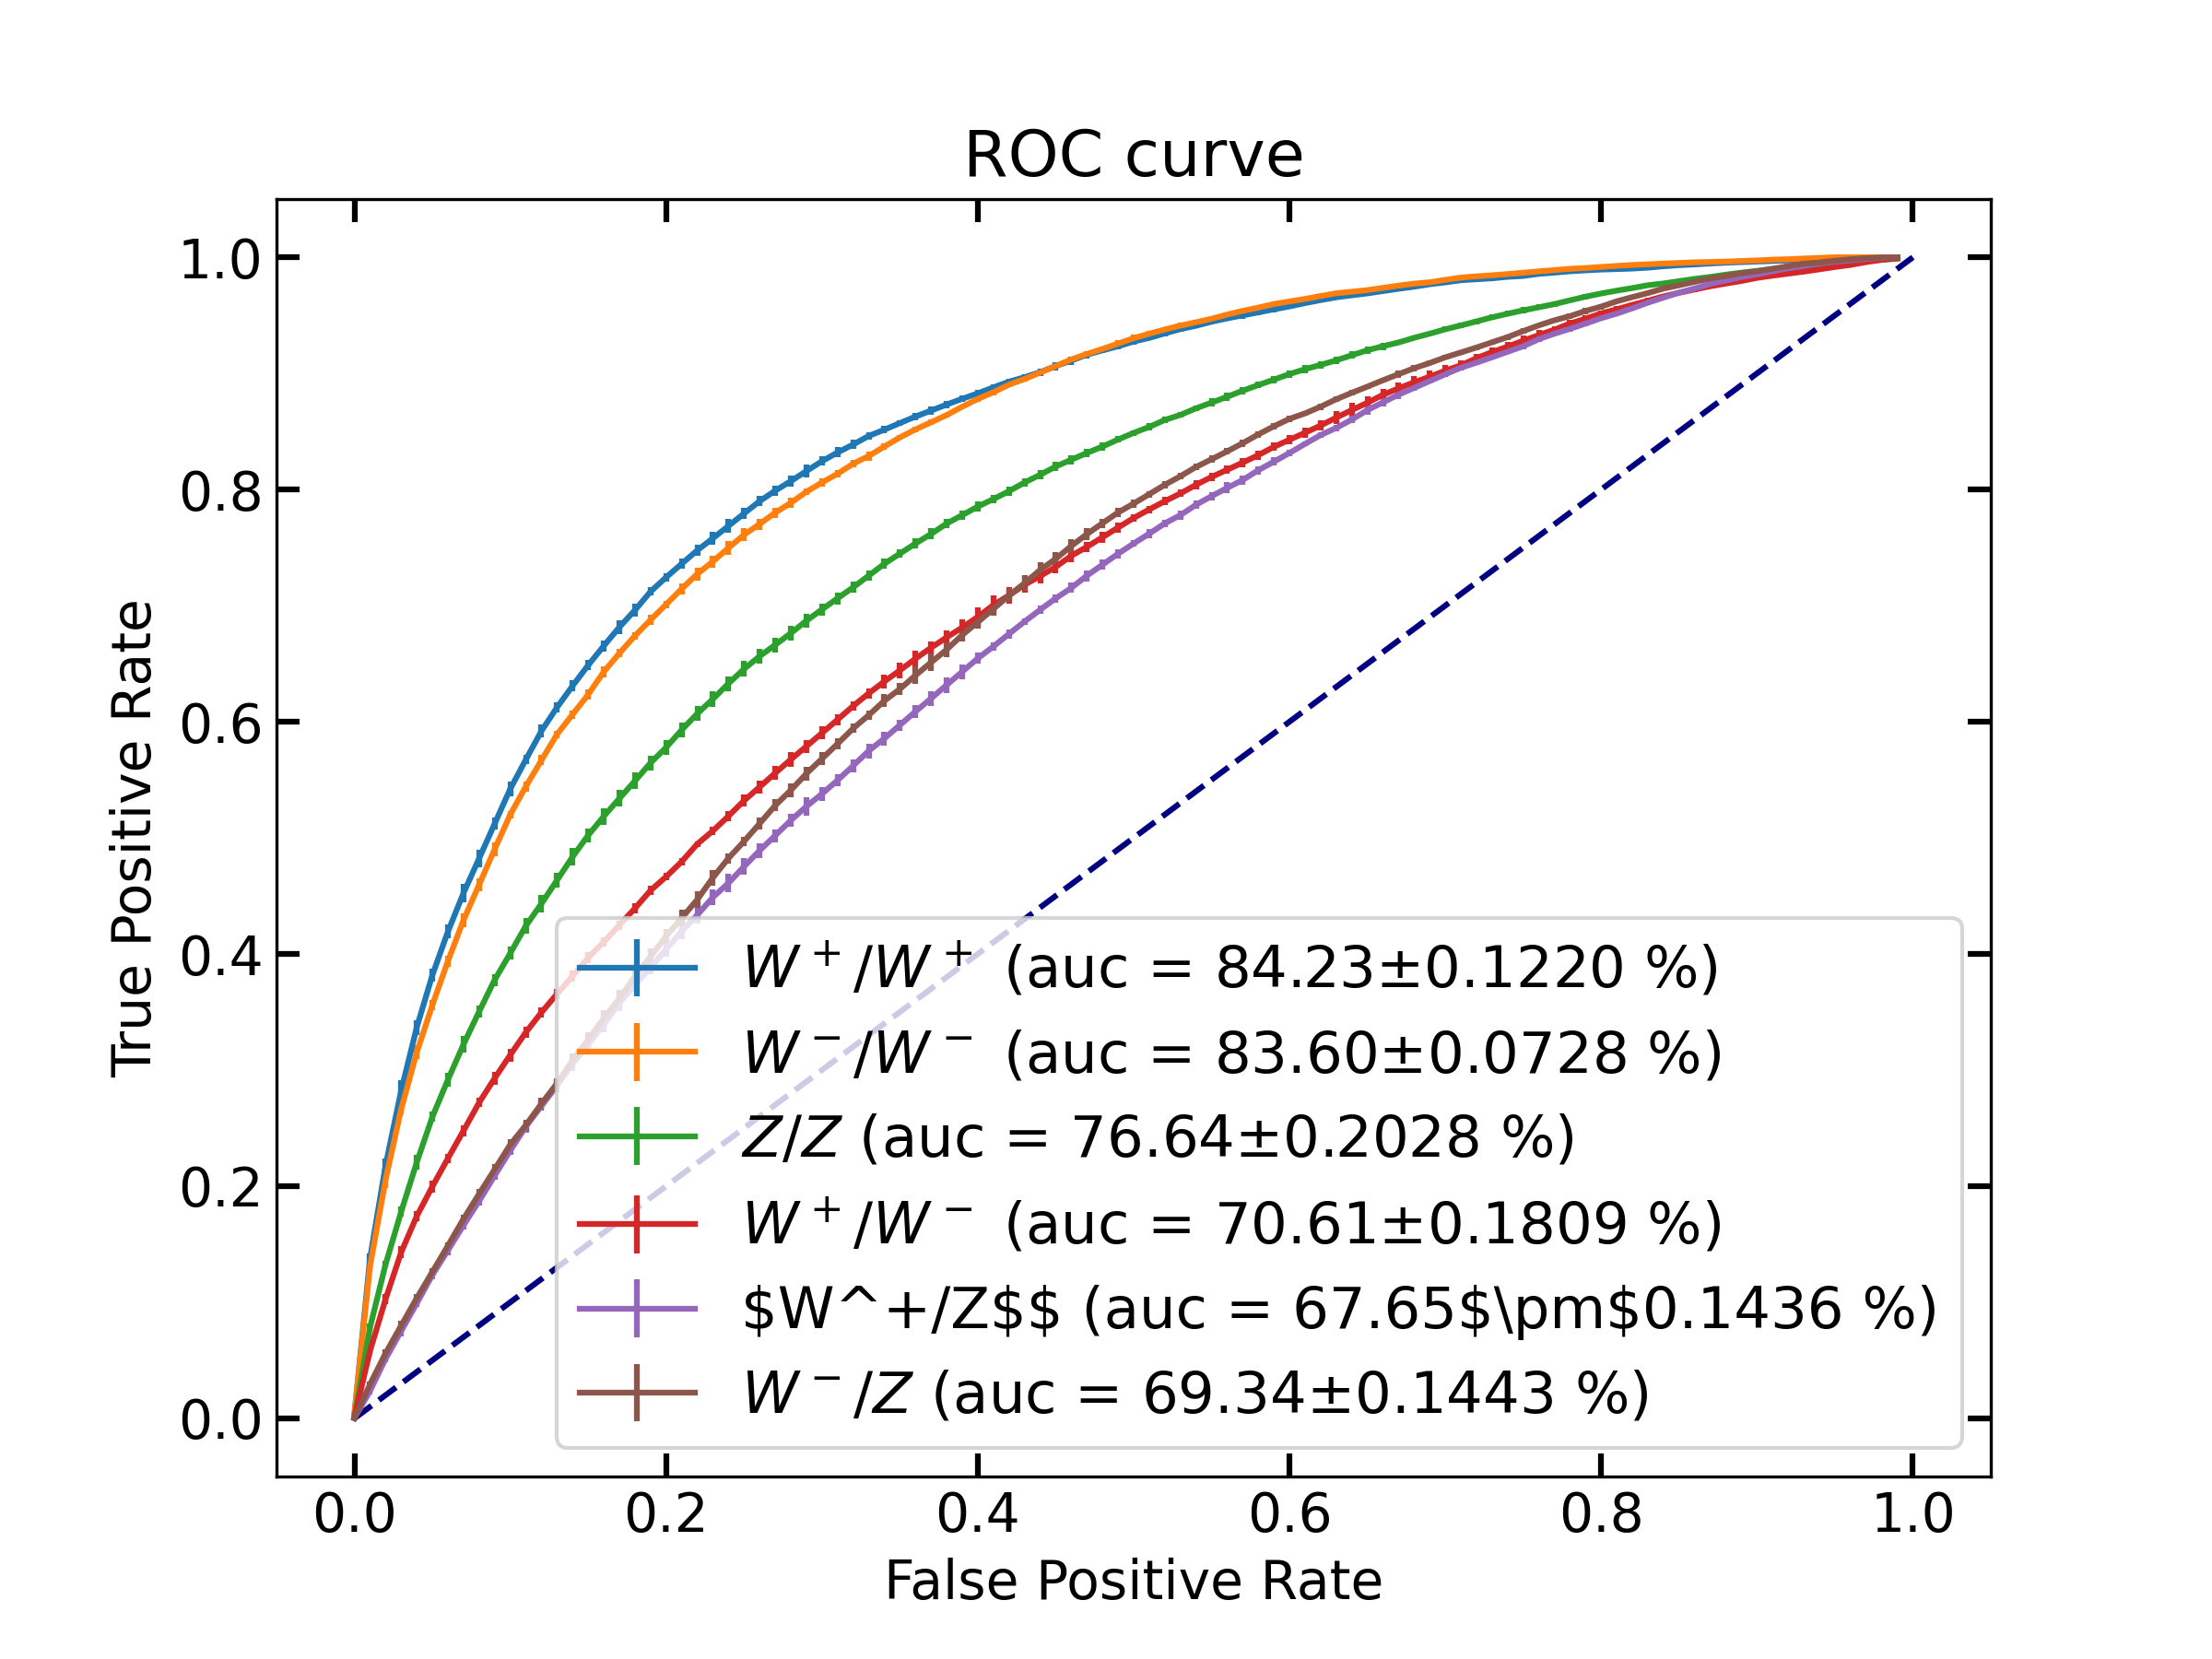 ROC curve
True Positive Rate
1.0
0.8
0.6
0.4
0.2
0.0
W⁺/W⁺ (auc = 84.23±0.1220 %)
W⁻/W⁻ (auc = 83.60±0.0728 %)
Z/Z (auc = 76.64±0.2028 %)
W⁺/W⁻ (auc = 70.61±0.1809 %)
$W^+/Z$$ (auc = 67.65$\pm$0.1436 %)
W⁻/Z (auc = 69.34±0.1443 %)
0.0 0.2 0.4 0.6 0.8 1.0
False Positive Rate